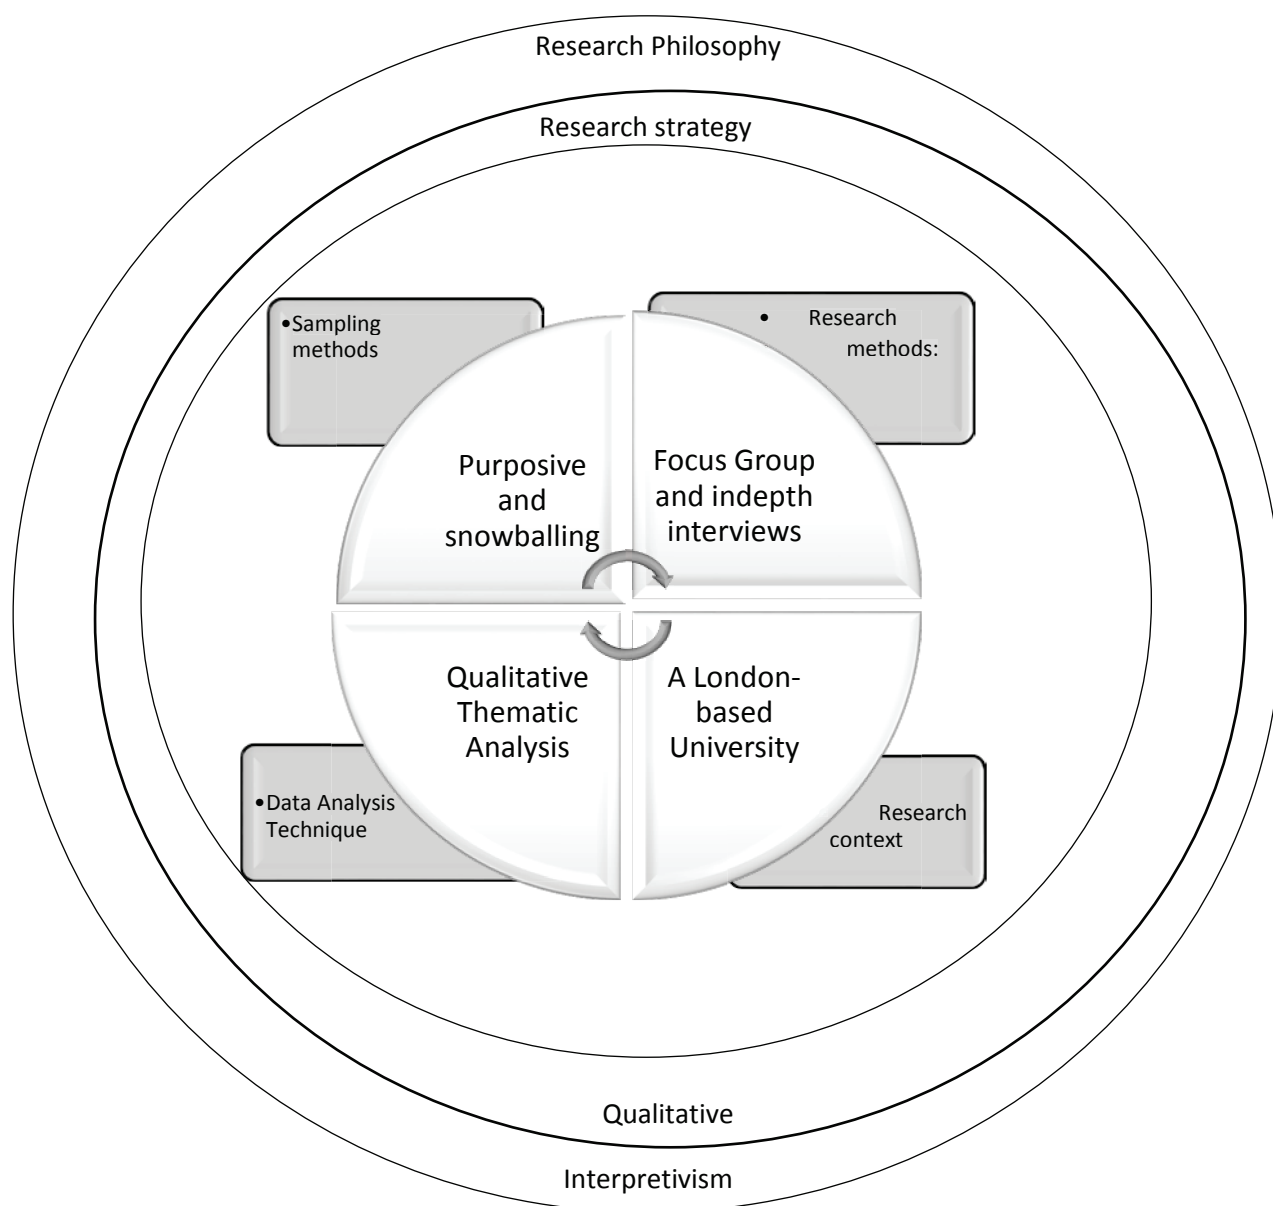 Research Philosophy
Research strategy
•Sampling
methods
• Research
methods:
Purposive
and
snowballing
Focus Group
and indepth
interviews
Qualitative
Thematic
Analysis
A London-
based
University
•Data Analysis
Technique
Research
context
Qualitative
Interpretivism